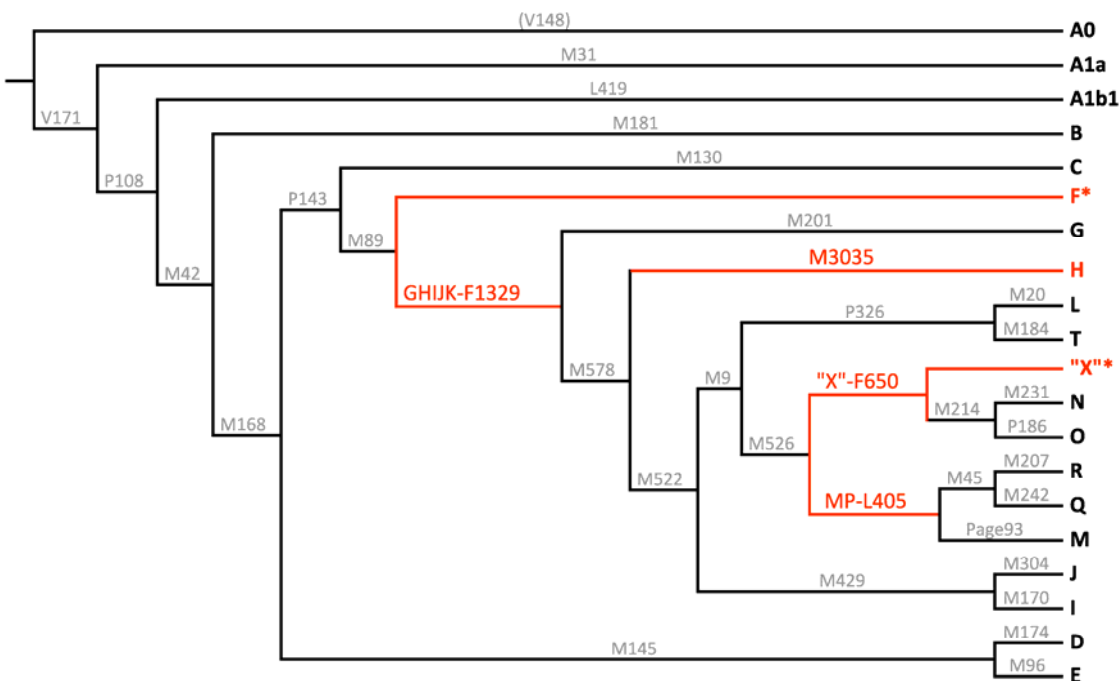 (V148) A0
M31 A1a
L419 A1b1
V171 M181 B
M130 C
P108 P143 F*
M201 G
M89
M3035 H
M42 GHIJK-F1329 M20 L
P326
M184 T
M578 M9 "X"-F650 "X"*
M231 N
M214
P186 O
M168 M526
M207 R
M522 M45
MP-L405 M242 Q
Page93 M
M304 J
M429
M170 I
M174 D
M145
M96 E